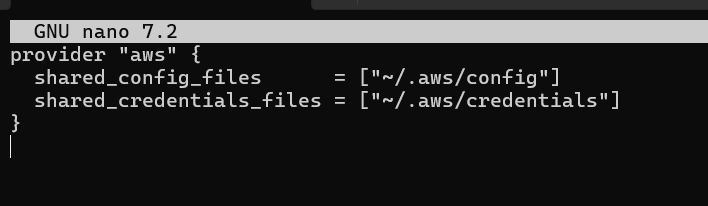 GNU nano 7.2
provider "aws" {
  shared_config_files      = ["~/.aws/config"]
  shared_credentials_files = ["~/.aws/credentials"]
}